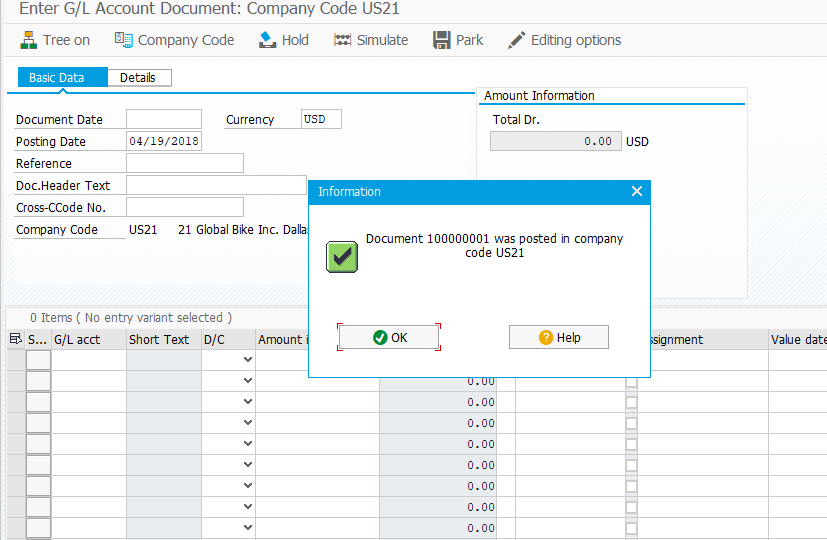 Enter G/L Account Document: Company Code US21
Tree on Company Code Hold Simulate Park Editing options
Basic Data Details
Amount Information
Document Date Currency USD
Total Dr.
Posting Date 04/19/2018
0.00 USD
Reference
Doc.Header Text
Cross-CCode No.
Company Code US21 21 Global Bike Inc. Dalla
Information
Document 100000001 was posted in company
code US21
OK Help
0 Items ( No entry variant selected )
S... G/L acct Short Text D/C Amount i ssignment Value date
0.00
0.00
0.00
0.00
0.00
0.00
0.00
0.00